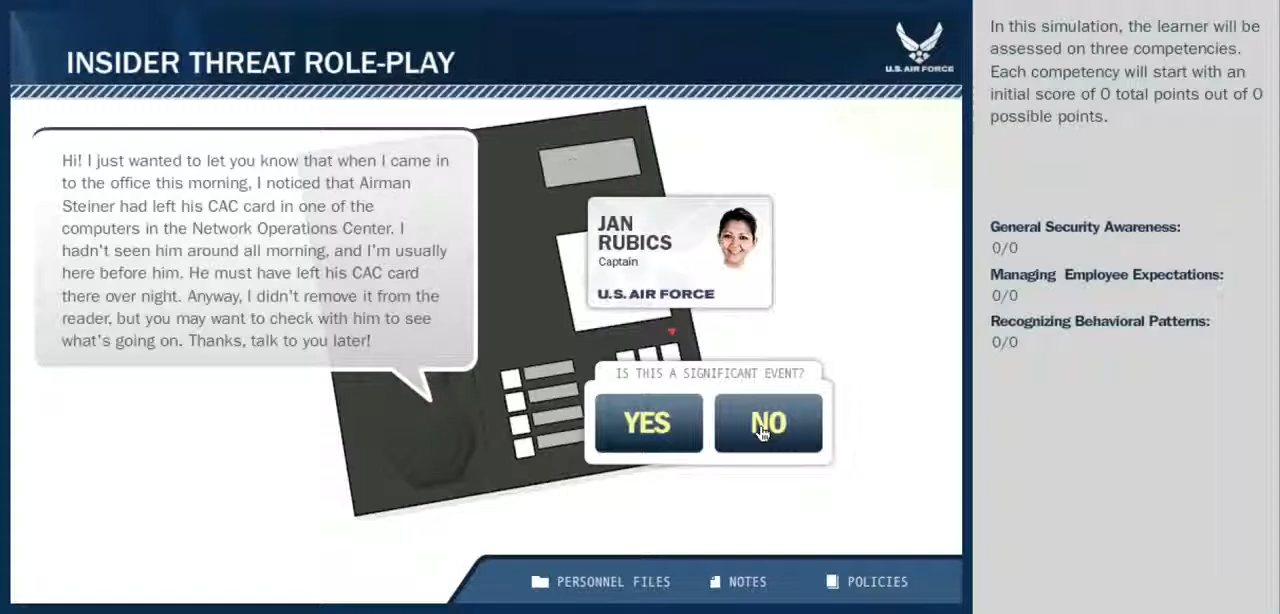 INSIDER THREAT ROLE-PLAY
U.S. AIR FORCE
Hi! I just wanted to let you know that when I came in
to the office this morning, I noticed that Airman
Steiner had left his CAC card in one of the
computers in the Network Operations Center. I
hadn't seen him around all morning, and I'm usually
here before him. He must have left his CAC card
there over night. Anyway, I didn't remove it from the
reader, but you may want to check with him to see
what's going on. Thanks, talk to you later!
JAN
RUBICS
Captain
U.S. AIR FORCE
IS THIS A SIGNIFICANT EVENT?
YES
NO
PERSONNEL FILES
NOTES
POLICIES
In this simulation, the learner will be
assessed on three competencies.
Each competency will start with an
initial score of 0 total points out of 0
possible points.
General Security Awareness:
0/0
Managing Employee Expectations:
0/0
Recognizing Behavioral Patterns:
0/0